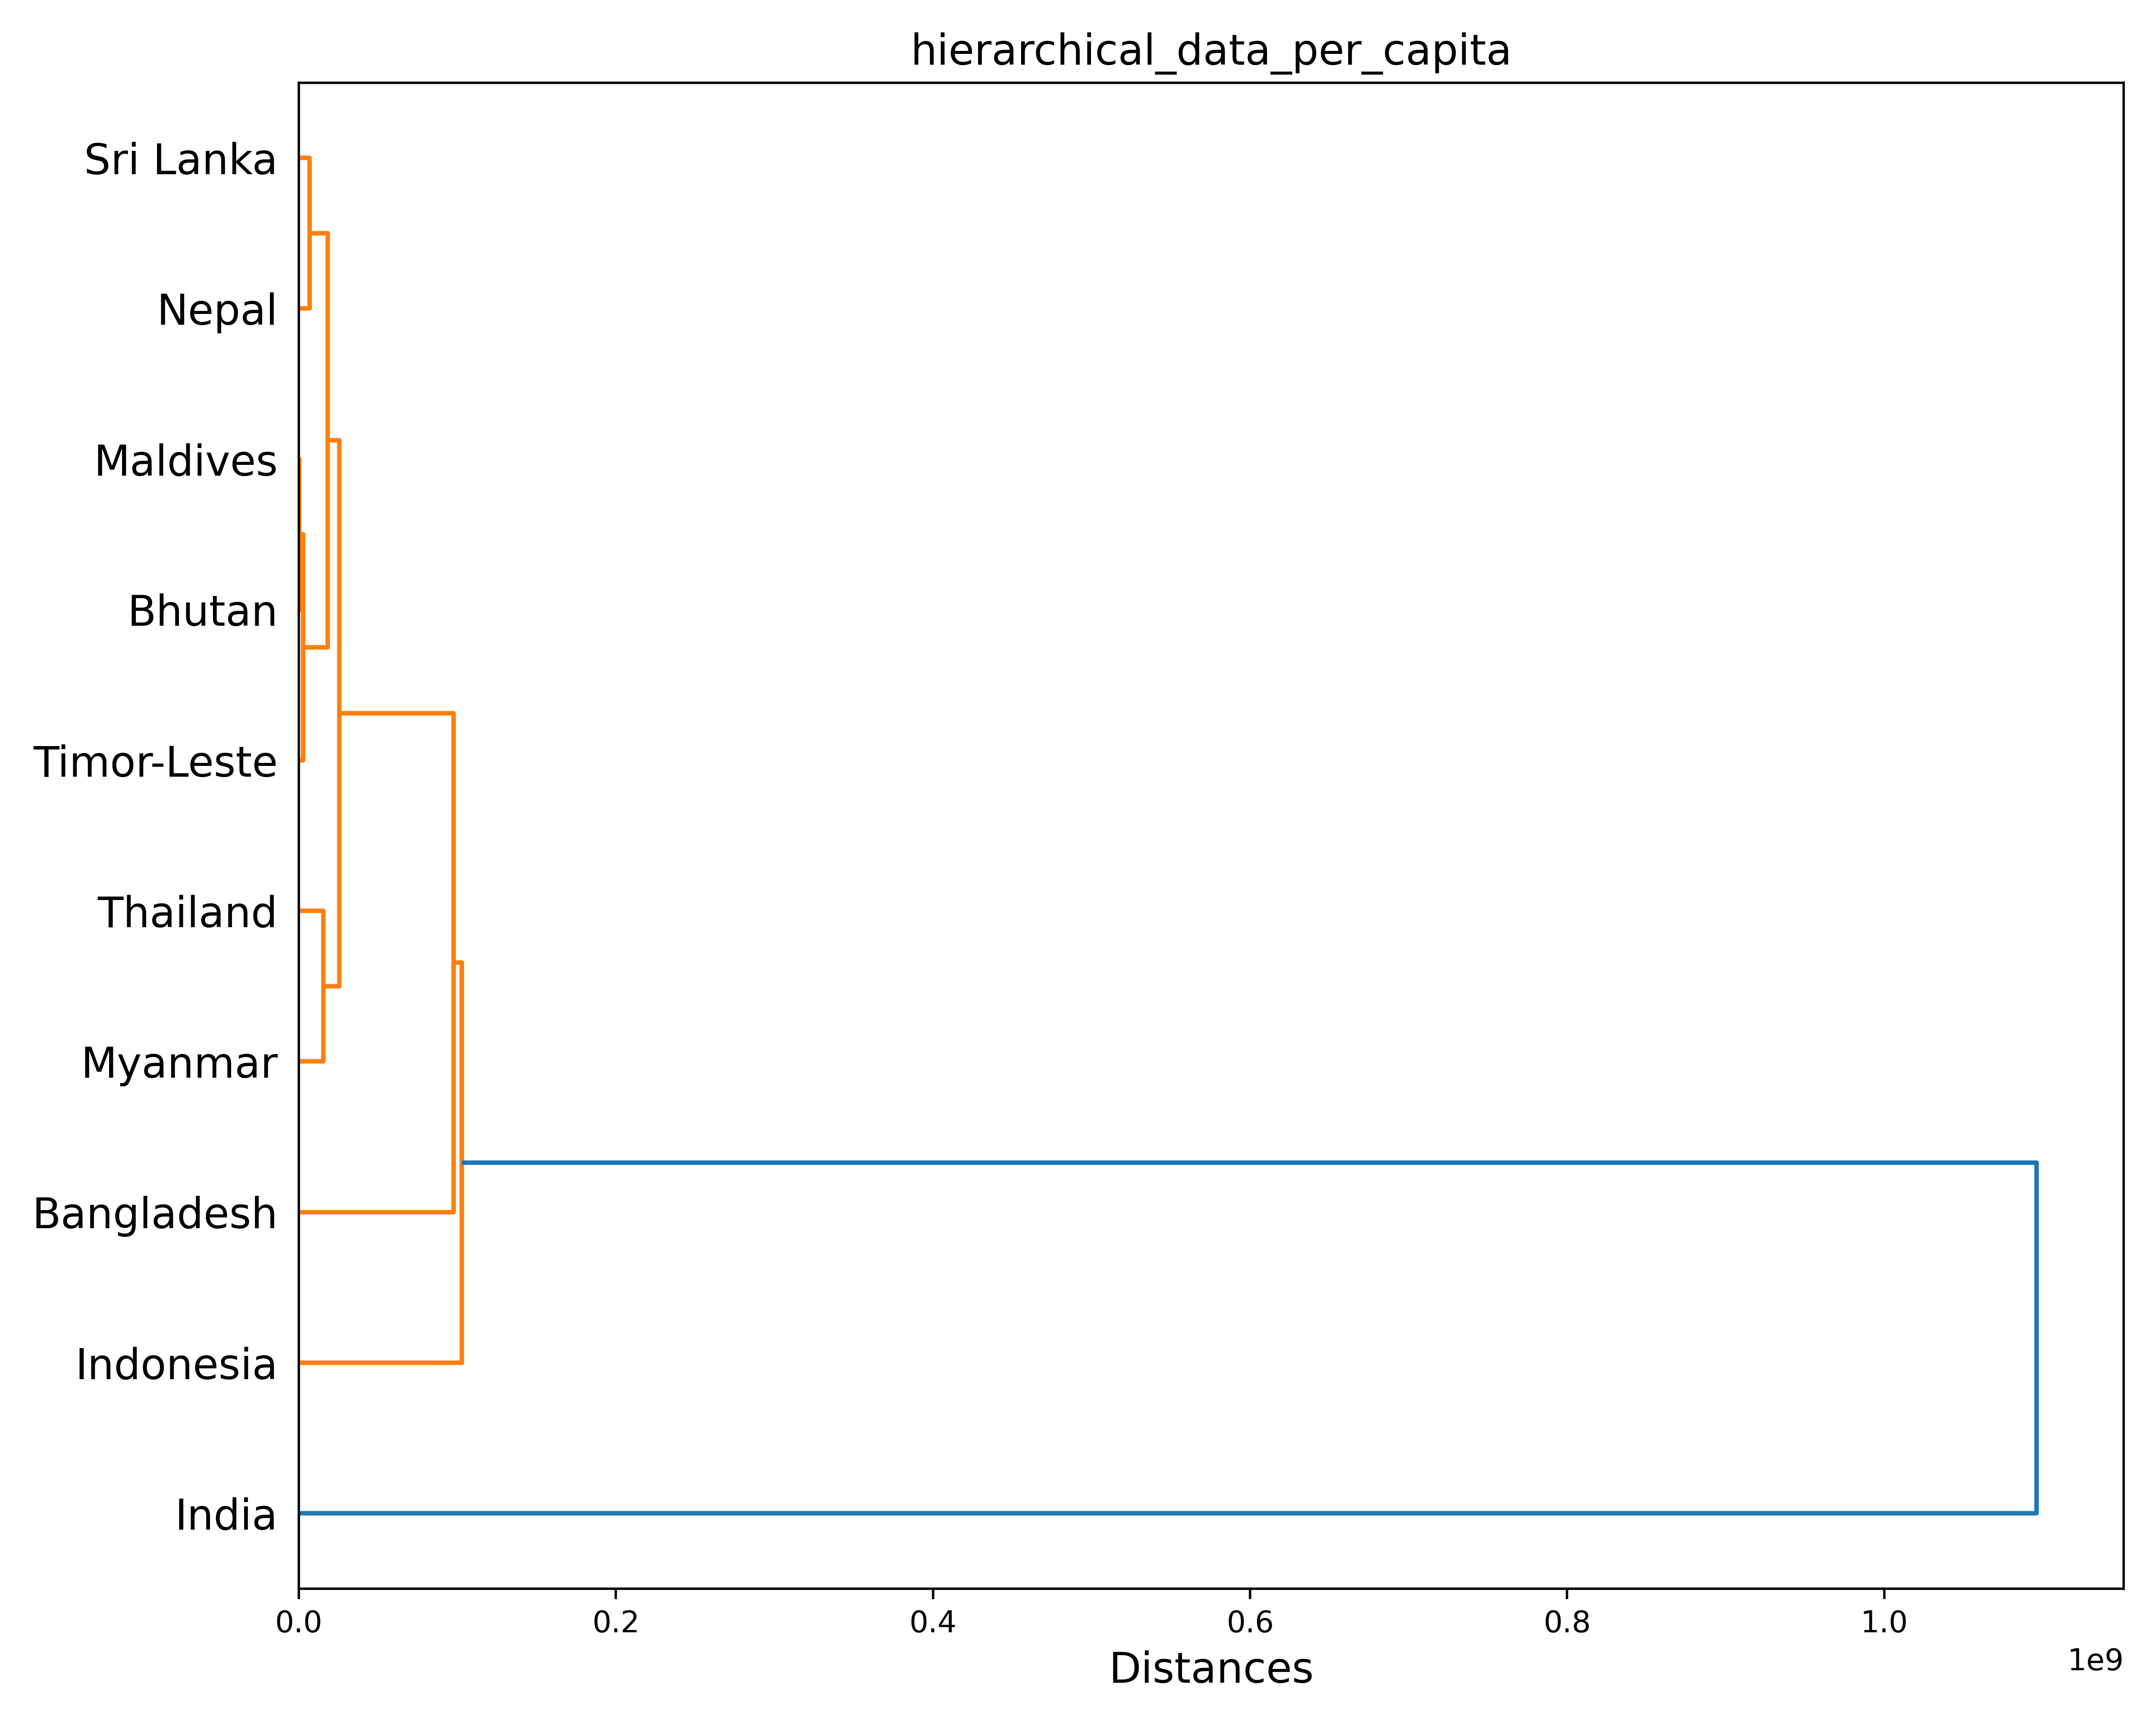 hierarchical_data_per_capita
Sri Lanka
Nepal
Maldives
Bhutan
Timor-Leste
Thailand
Myanmar
Bangladesh
Indonesia
India
0.0 0.2 0.4 0.6 0.8 1.0
Distances
1e9